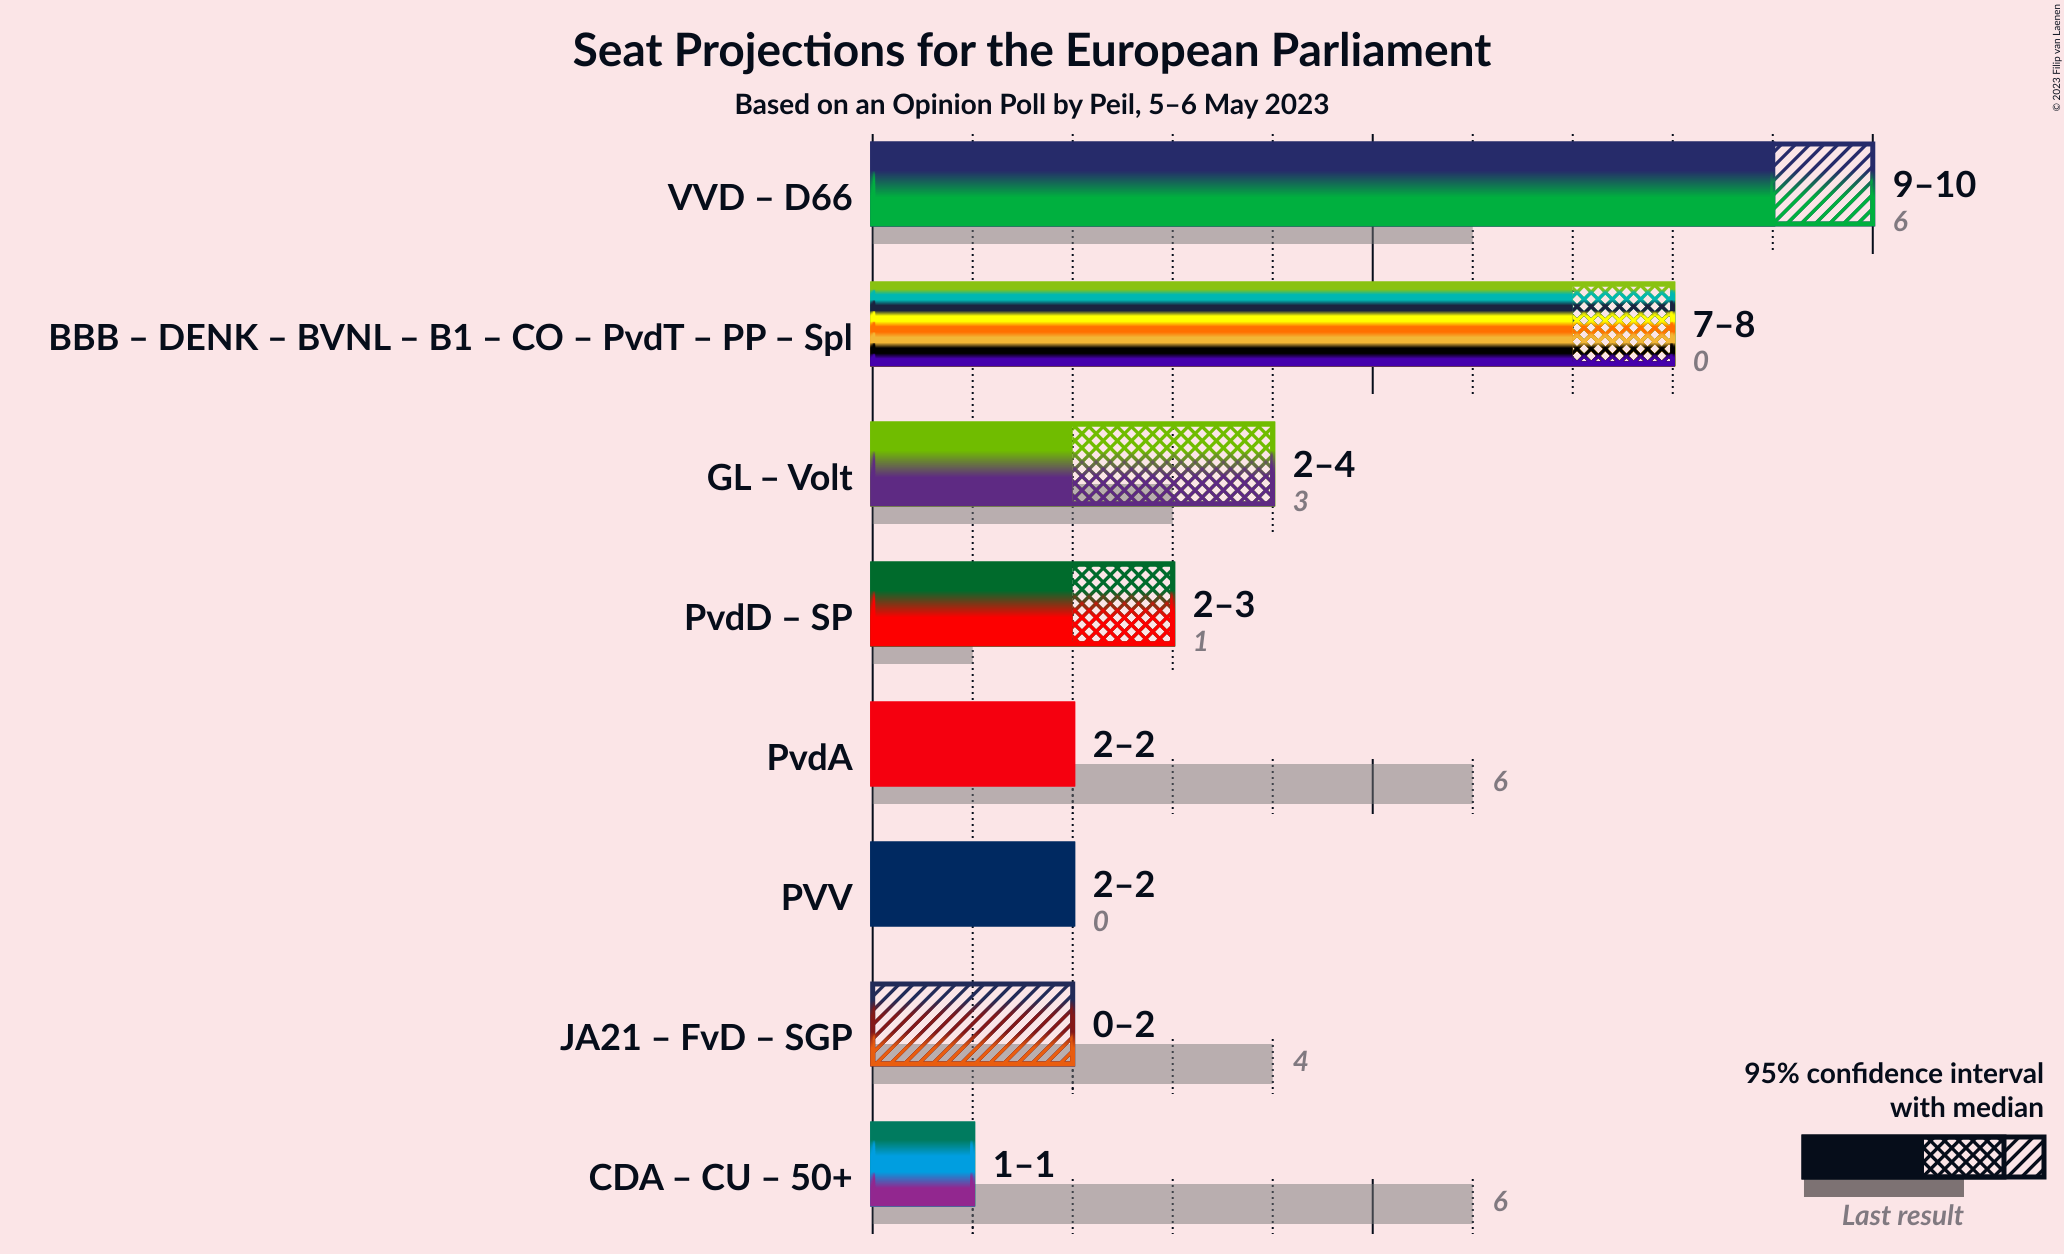 Seat Projections for the European Parliament
Based on an Opinion Poll by Peil, 5–6 May 2023
© 2023 Filip van Laenen
VVD – D66
9–10
6
BBB – DENK – BVNL – B1 – CO – PvdT – PP – Spl
7–8
0
GL – Volt
2–4
3
PvdD – SP
2–3
1
PvdA
2–2
6
PVV
2–2
0
JA21 – FvD – SGP
0–2
4
CDA – CU – 50+
1–1
6
95% confidence interval
with median
Last result